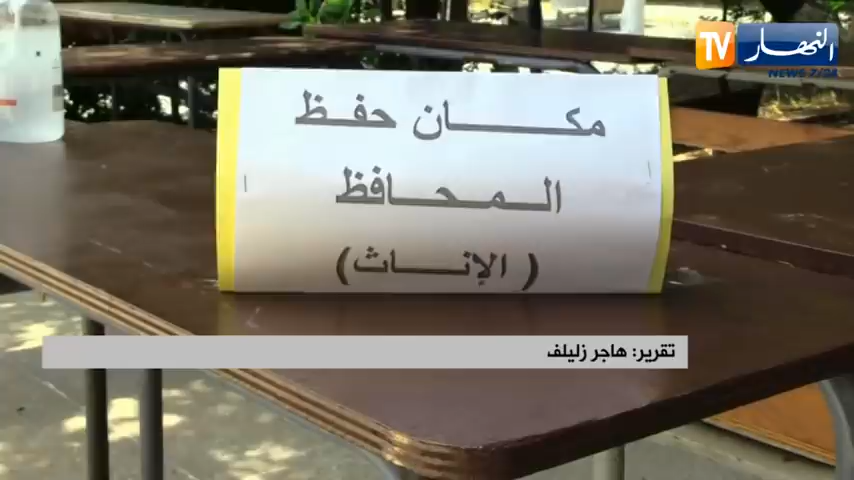 النهار TV
NEWS 7/24
مكان حفظ
المحافظ
( الإناث)
تقرير: هاجر زليلف